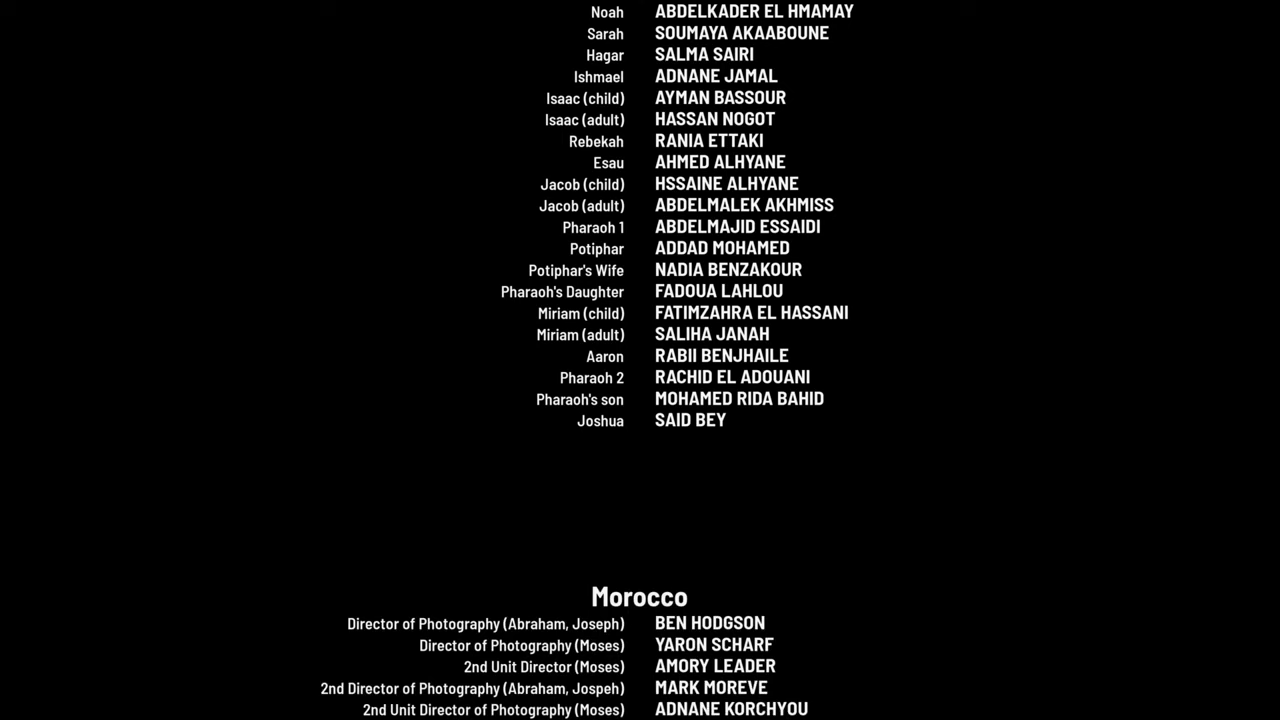 Noah ABDELKADER EL HMAMAY
Sarah SOUMAYA AKAABOUNE
Hagar SALMA SAIRI
Ishmael ADNANE JAMAL
Isaac (child) AYMAN BASSOUR
Isaac (adult) HASSAN NOGOT
Rebekah RANIA ETTAKI
Esau AHMED ALHYANE
Jacob (child) HSSAINE ALHYANE
Jacob (adult) ABDELMALEK AKHMISS
Pharaoh 1 ABDELMAJID ESSAIDI
Potiphar ADDAD MOHAMED
Potiphar's Wife NADIA BENZAKOUR
Pharaoh's Daughter FADOUA LAHLOU
Miriam (child) FATIMZAHRA EL HASSANI
Miriam (adult) SALIHA JANAH
Aaron RABII BENJHAILE
Pharaoh 2 RACHID EL ADOUANI
Pharaoh's son MOHAMED RIDA BAHID
Joshua SAID BEY
Morocco
Director of Photography (Abraham, Joseph) BEN HODGSON
Director of Photography (Moses) YARON SCHARF
2nd Unit Director (Moses) AMORY LEADER
2nd Director of Photography (Abraham, Jospeh) MARK MOREVE
2nd Unit Director of Photography (Moses) ADNANE KORCHYOU